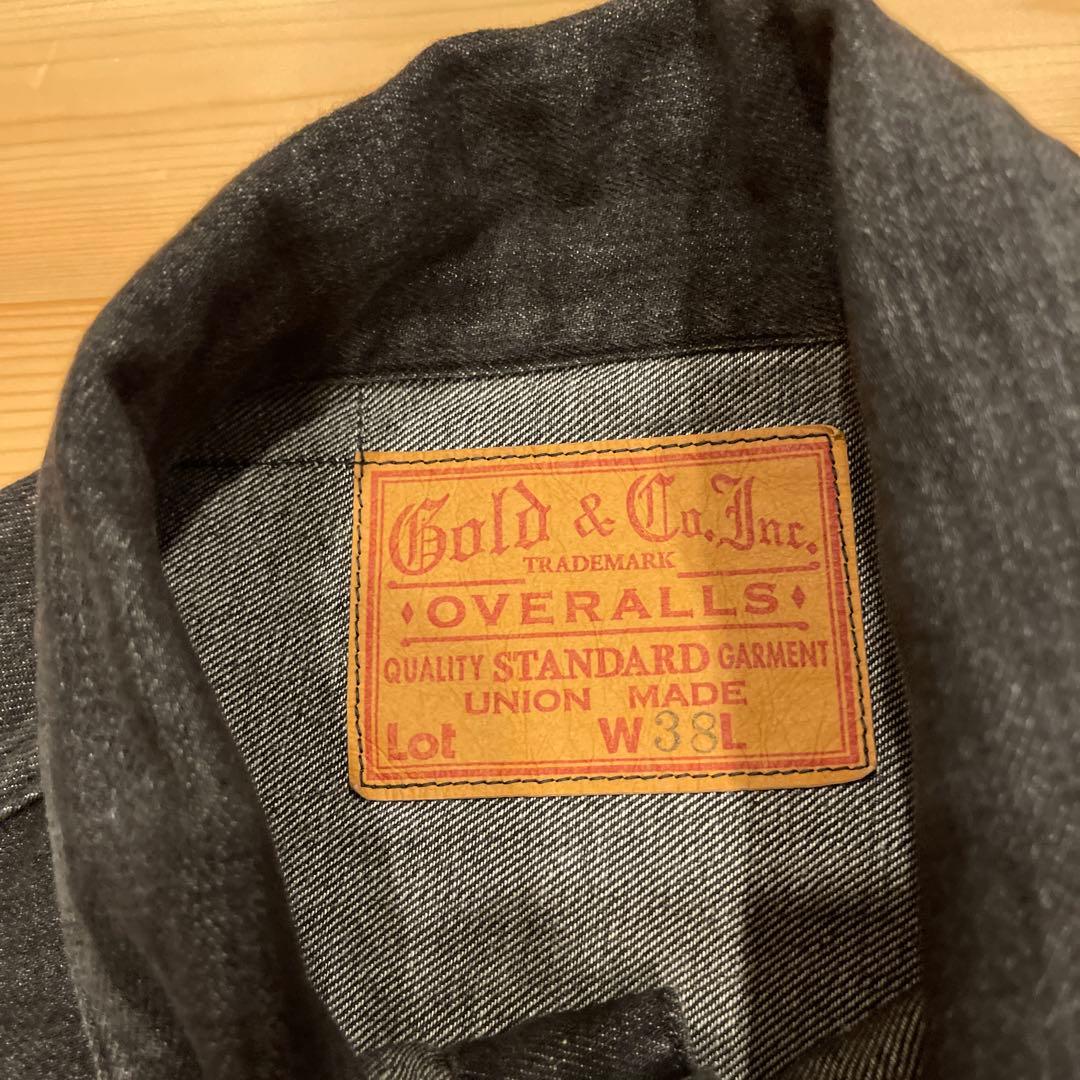 Gold & Co. Inc.
TRADEMARK
OVERALLS
QUALITY STANDARD GARMENT
UNION MADE
Lot W38L